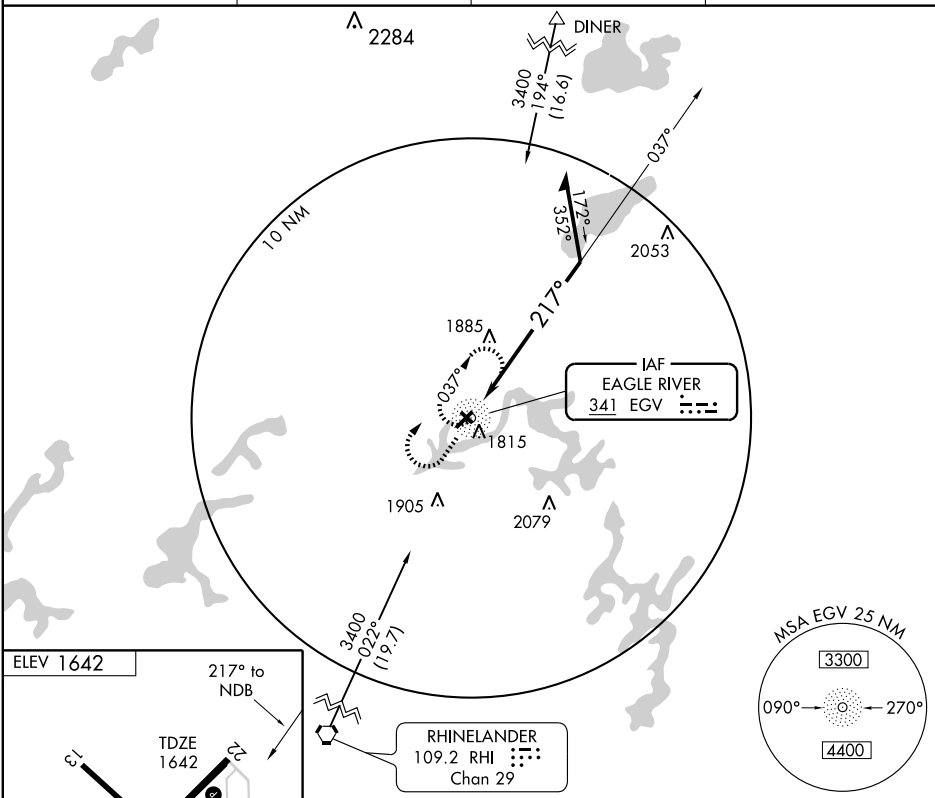 2284
DINER
3400
194°
(16.6)
037°
10 NM
172°
352°
2053
217°
1885
037°
IAF
EAGLE RIVER
341 EGV
1815
1905
2079
3400
022°
(19.7)
MSA EGV 25 NM
3300
090°
270°
4400
ELEV 1642
217° to
NDB
TDZE
1642
13
22
P
RHINELANDER
109.2 RHI
Chan 29